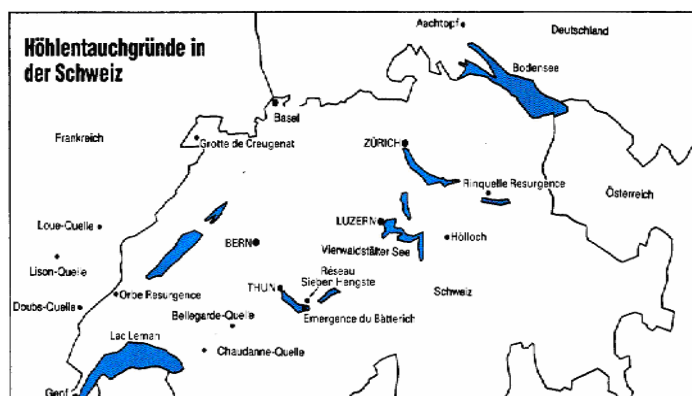 Höhlentauchgründe in
der Schweiz
Aachtopf
Deutschland
Bodensee
Basel
Frankreich
Grotte de Creugenat
ZÜRICH
Rinquelle Resurgence
Österreich
Loue-Quelle
LUZERN
Hölloch
BERN
Vierwaldstätter See
Lison-Quelle
Réseau
Sieben Hengste
THUN
Schweiz
Orbe Resurgence
Doubs-Quelle
Bellegarde-Quelle
Emergence du Bätterich
Lac Leman
Chaudanne-Quelle
Genf